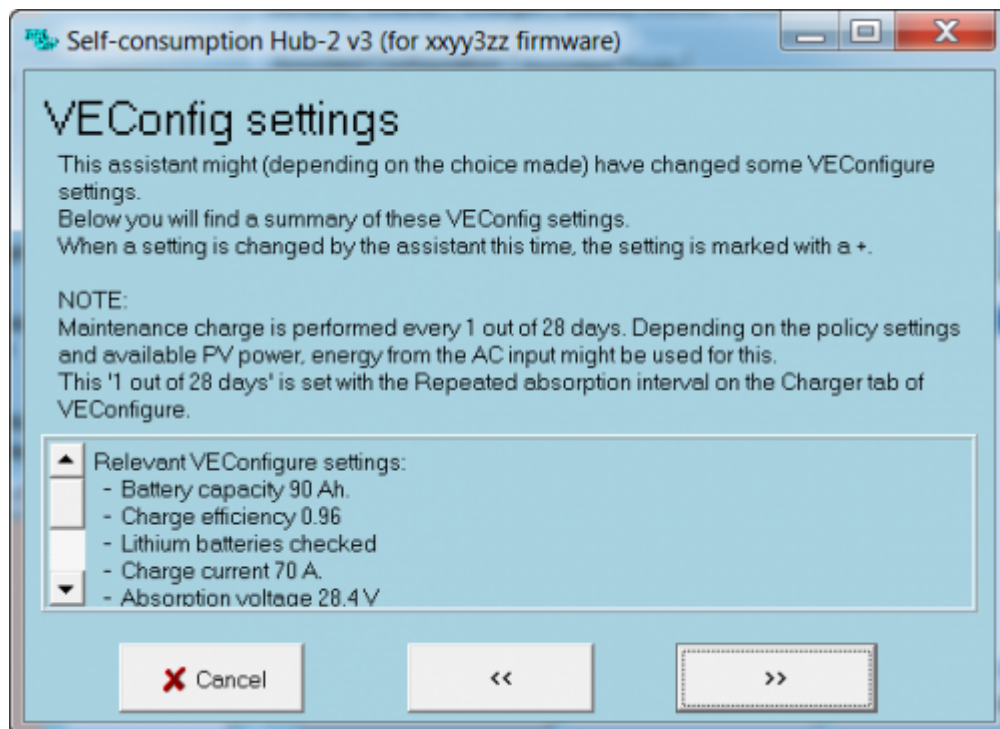 Self-consumption Hub-2 v3 (for xxyy3zz firmware)
VEConfig settings
This assistant might (depending on the choice made) have changed some VEConfigure
settings.
Below you will find a summary of these VEConfig settings.
When a setting is changed by the assistant this time, the setting is marked with a +.
NOTE:
Maintenance charge is performed every 1 out of 28 days. Depending on the policy settings
and available PV power, energy from the AC input might be used for this.
This '1 out of 28 days' is set with the Repeated absorption interval on the Charger tab of
VEConfigure.
Relevant VEConfigure settings:
- Battery capacity 90 Ah.
- Charge efficiency 0.96
- Lithium batteries checked
- Charge current 70 A.
- Absorption voltage 28.4 V
Cancel
<<
>>